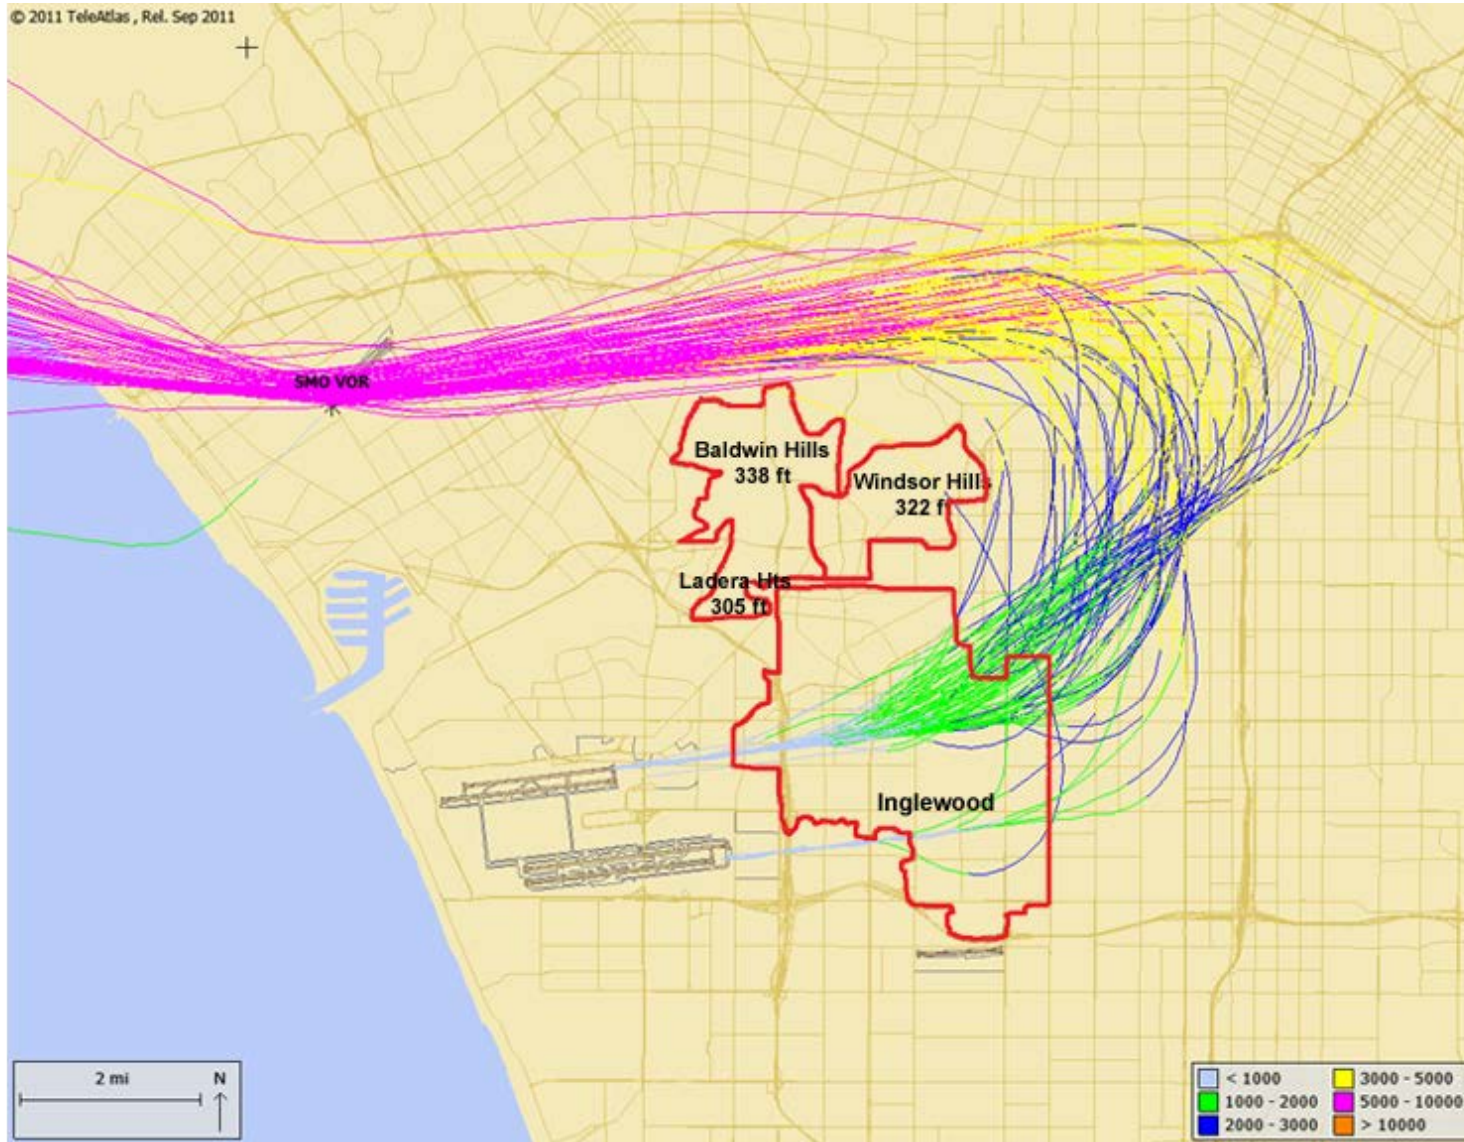 © 2011 TeleAtlas , Rel. Sep 2011
SMO VOR
Baldwin Hills
338 ft
Windsor Hills
322 ft
Ladera Hts
305 ft
Inglewood
2 mi
N
< 1000
3000 - 5000
1000 - 2000
5000 - 10000
2000 - 3000
> 10000